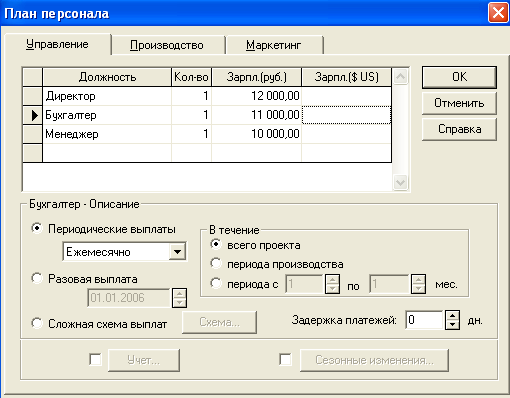 План персонала
Управление Производство Маркетинг
Должность Кол-во Зарпл.(руб.) Зарпл.($ US)
Директор 1 12 000,00
Бухгалтер 1 11 000,00
Менеджер 1 10 000,00
OK
Отменить
Справка
Бухгалтер - Описание
Периодические выплаты
Ежемесячно
Разовая выплата
01.01.2006
Сложная схема выплат Схема...
В течение
всего проекта
периода производства
периода с 1 по 1 мес.
Задержка платежей: 0 дн.
Учет... Сезонные изменения...